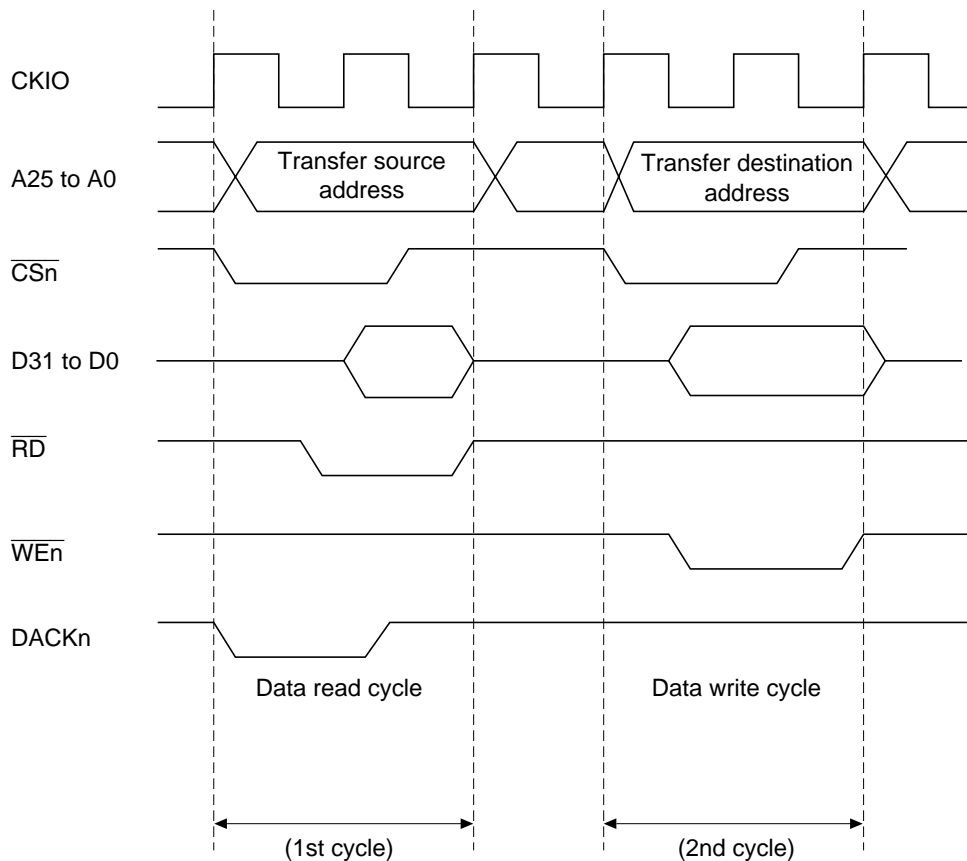 CKIO
A25 to A0
Transfer source
address
Transfer destination
address
CSn
D31 to D0
RD
WEn
DACKn
Data read cycle
Data write cycle
(1st cycle)
(2nd cycle)